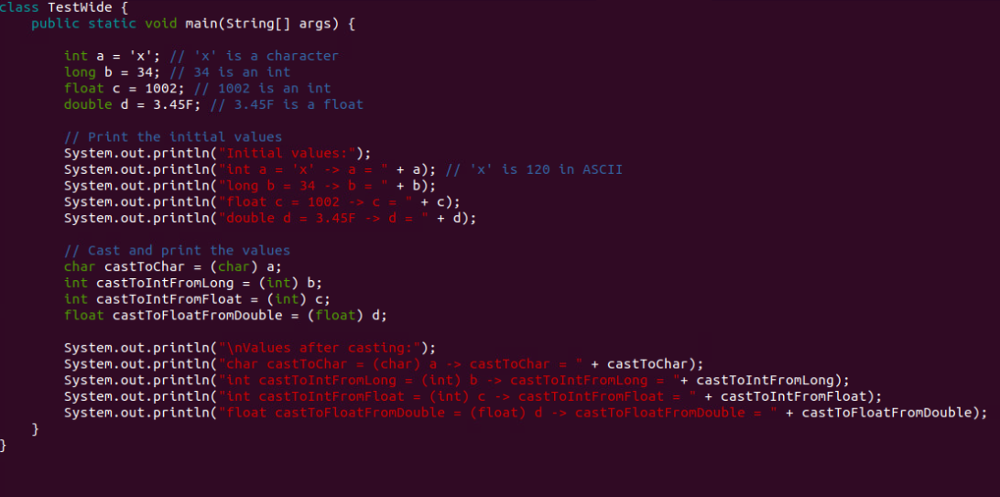 class TestWide {
    public static void main(String[] args) {
        int a = 'x'; // 'x' is a character
        long b = 34; // 34 is an int
        float c = 1002; // 1002 is an int
        double d = 3.45F; // 3.45F is a float
        // Print the initial values
        System.out.println("Initial values:");
        System.out.println("int a = 'x' -> a = " + a); // 'x' is 120 in ASCII
        System.out.println("long b = 34 -> b = " + b);
        System.out.println("float c = 1002 -> c = " + c);
        System.out.println("double d = 3.45F -> d = " + d);
        // Cast and print the values
        char castToChar = (char) a;
        int castToIntFromLong = (int) b;
        int castToIntFromFloat = (int) c;
        float castToFloatFromDouble = (float) d;
        System.out.println("\nValues after casting:");
        System.out.println("char castToChar = (char) a -> castToChar = " + castToChar);
        System.out.println("int castToIntFromLong = (int) b -> castToIntFromLong = "+ castToIntFromLong);
        System.out.println("int castToIntFromFloat = (int) c -> castToIntFromFloat = " + castToIntFromFloat);
        System.out.println("float castToFloatFromDouble = (float) d -> castToFloatFromDouble = " + castToFloatFromDouble);
    }
}